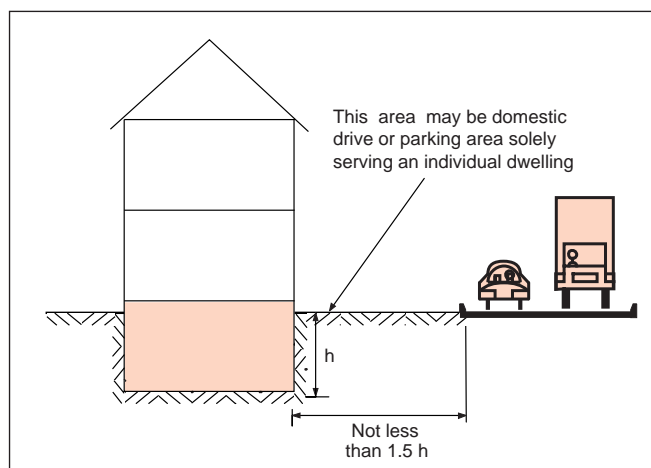 This area may be domestic
drive or parking area solely
serving an individual dwelling
h
Not less
than 1.5 h